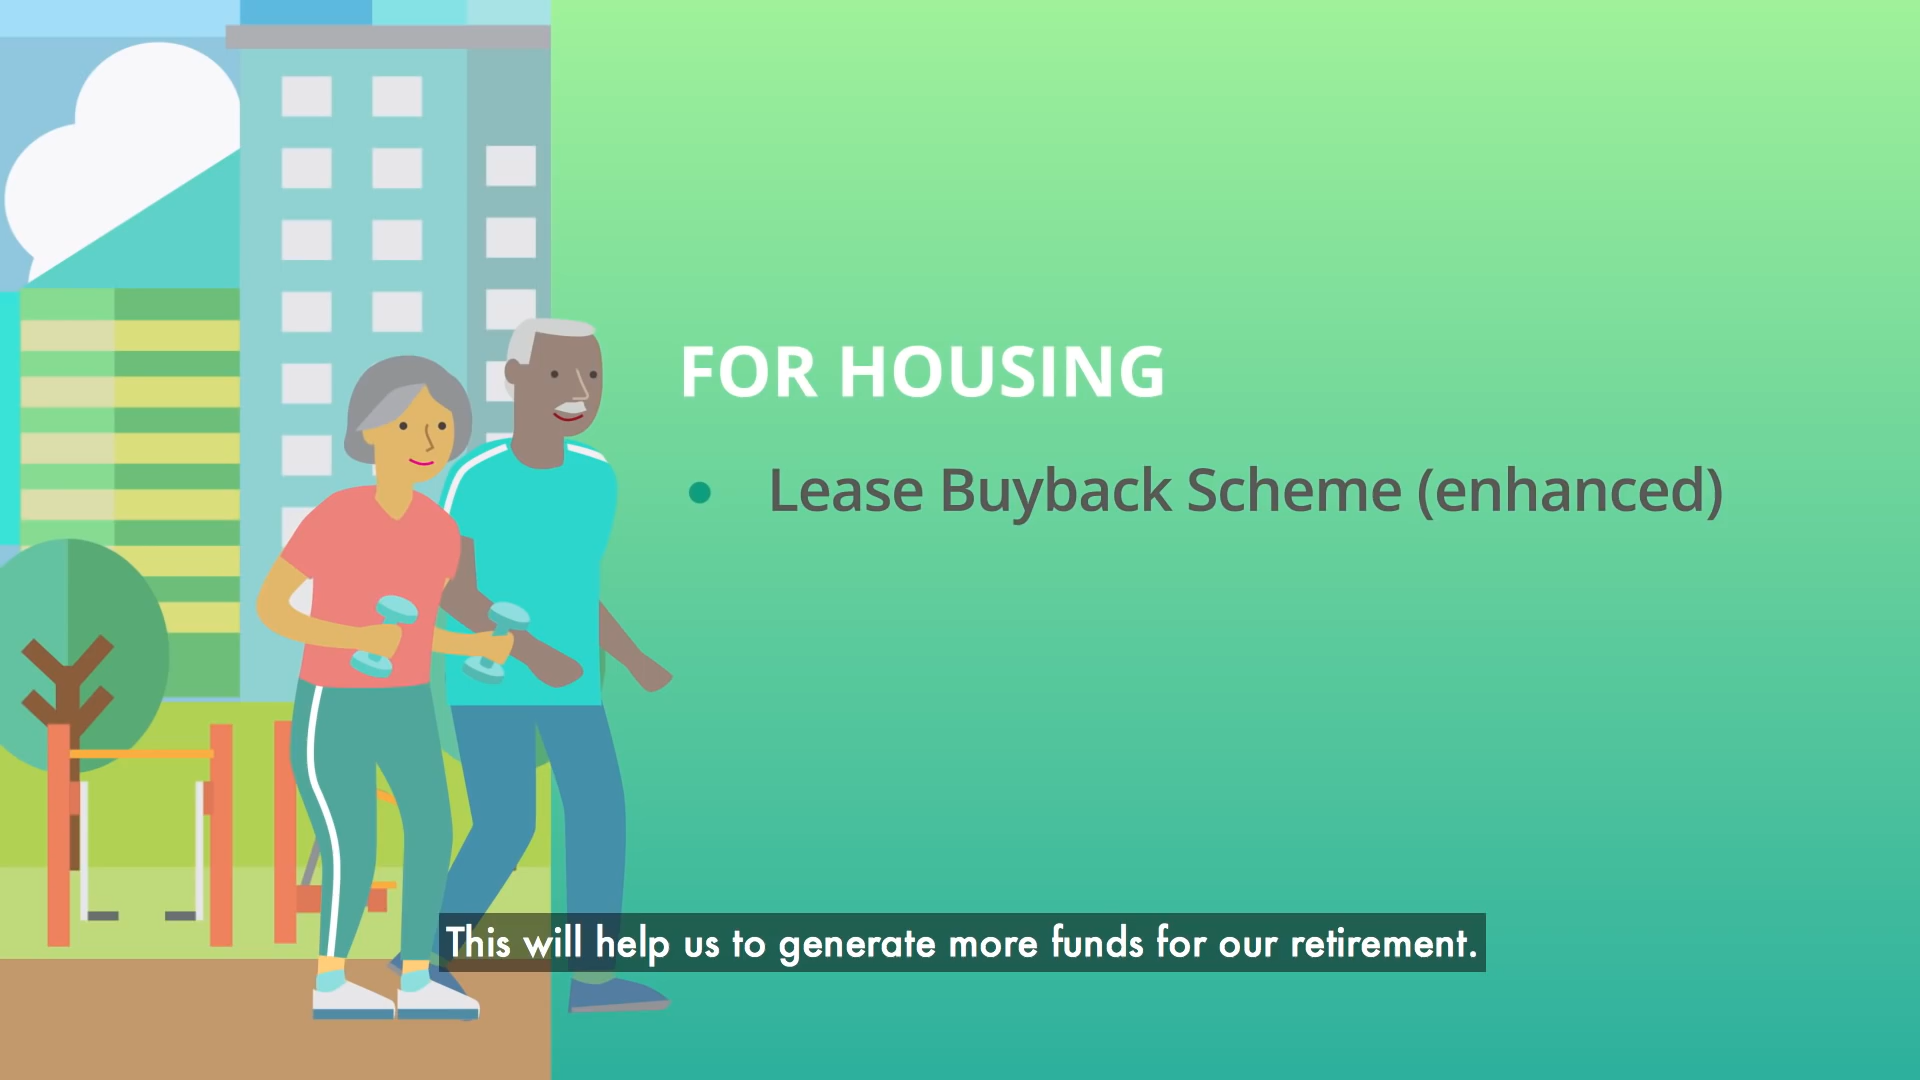 FOR HOUSING
• Lease Buyback Scheme (enhanced)
This will help us to generate more funds for our retirement.